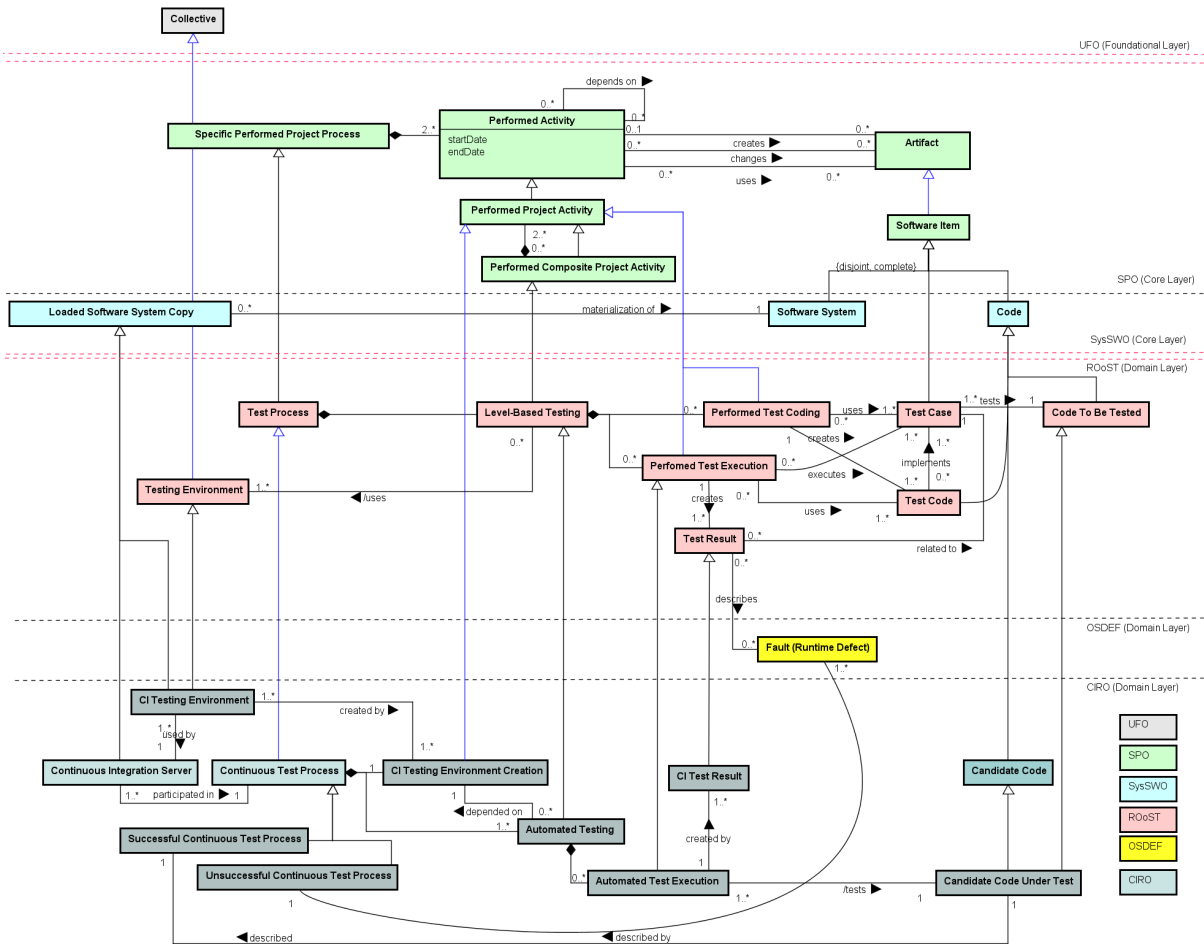 Collective
UFO (Foundational Layer)
depends on
0..*
0..*
Performed Activity
startDate
endDate
Specific Performed Project Process
2..*
0..1
0..*
creates
0..*
0..*
changes
0..*
0..*
uses
Artifact
Performed Project Activity
2..*
0..*
Software Item
Performed Composite Project Activity
{disjoint, complete}
SPO (Core Layer)
Loaded Software System Copy
0..*
materialization of
1
Software System
Code
SysSWO (Core Layer)
ROoST (Domain Layer)
Test Process
Level-Based Testing
0..*
0..*
Performed Test Coding
uses
0..*
1..*
Test Case
1..*
tests
1
Code To Be Tested
1
creates
1..*
1..*
1
implements
0..*
0..*
Perfomed Test Execution
0..*
executes
1..*
Testing Environment
1..*
/uses
1
creates
1..*
0..*
uses
1..*
Test Code
Test Result
0..*
related to
0..*
describes
0..*
OSDEF (Domain Layer)
Fault (Runtime Defect)
1..*
CIRO (Domain Layer)
CI Testing Environment
1..*
created by
1..*
1..*
used by
1
UFO
SPO
SysSWO
ROoST
OSDEF
CIRO
Continuous Integration Server
Continuous Test Process
1
CI Testing Environment Creation
CI Test Result
Candidate Code
1..*
participated in
1
1
depended on
0..*
1..*
1..*
Automated Testing
created by
1
Successful Continuous Test Process
1
Unsuccessful Continuous Test Process
1
0..*
Automated Test Execution
1..*
/tests
1
Candidate Code Under Test
1
described
described by